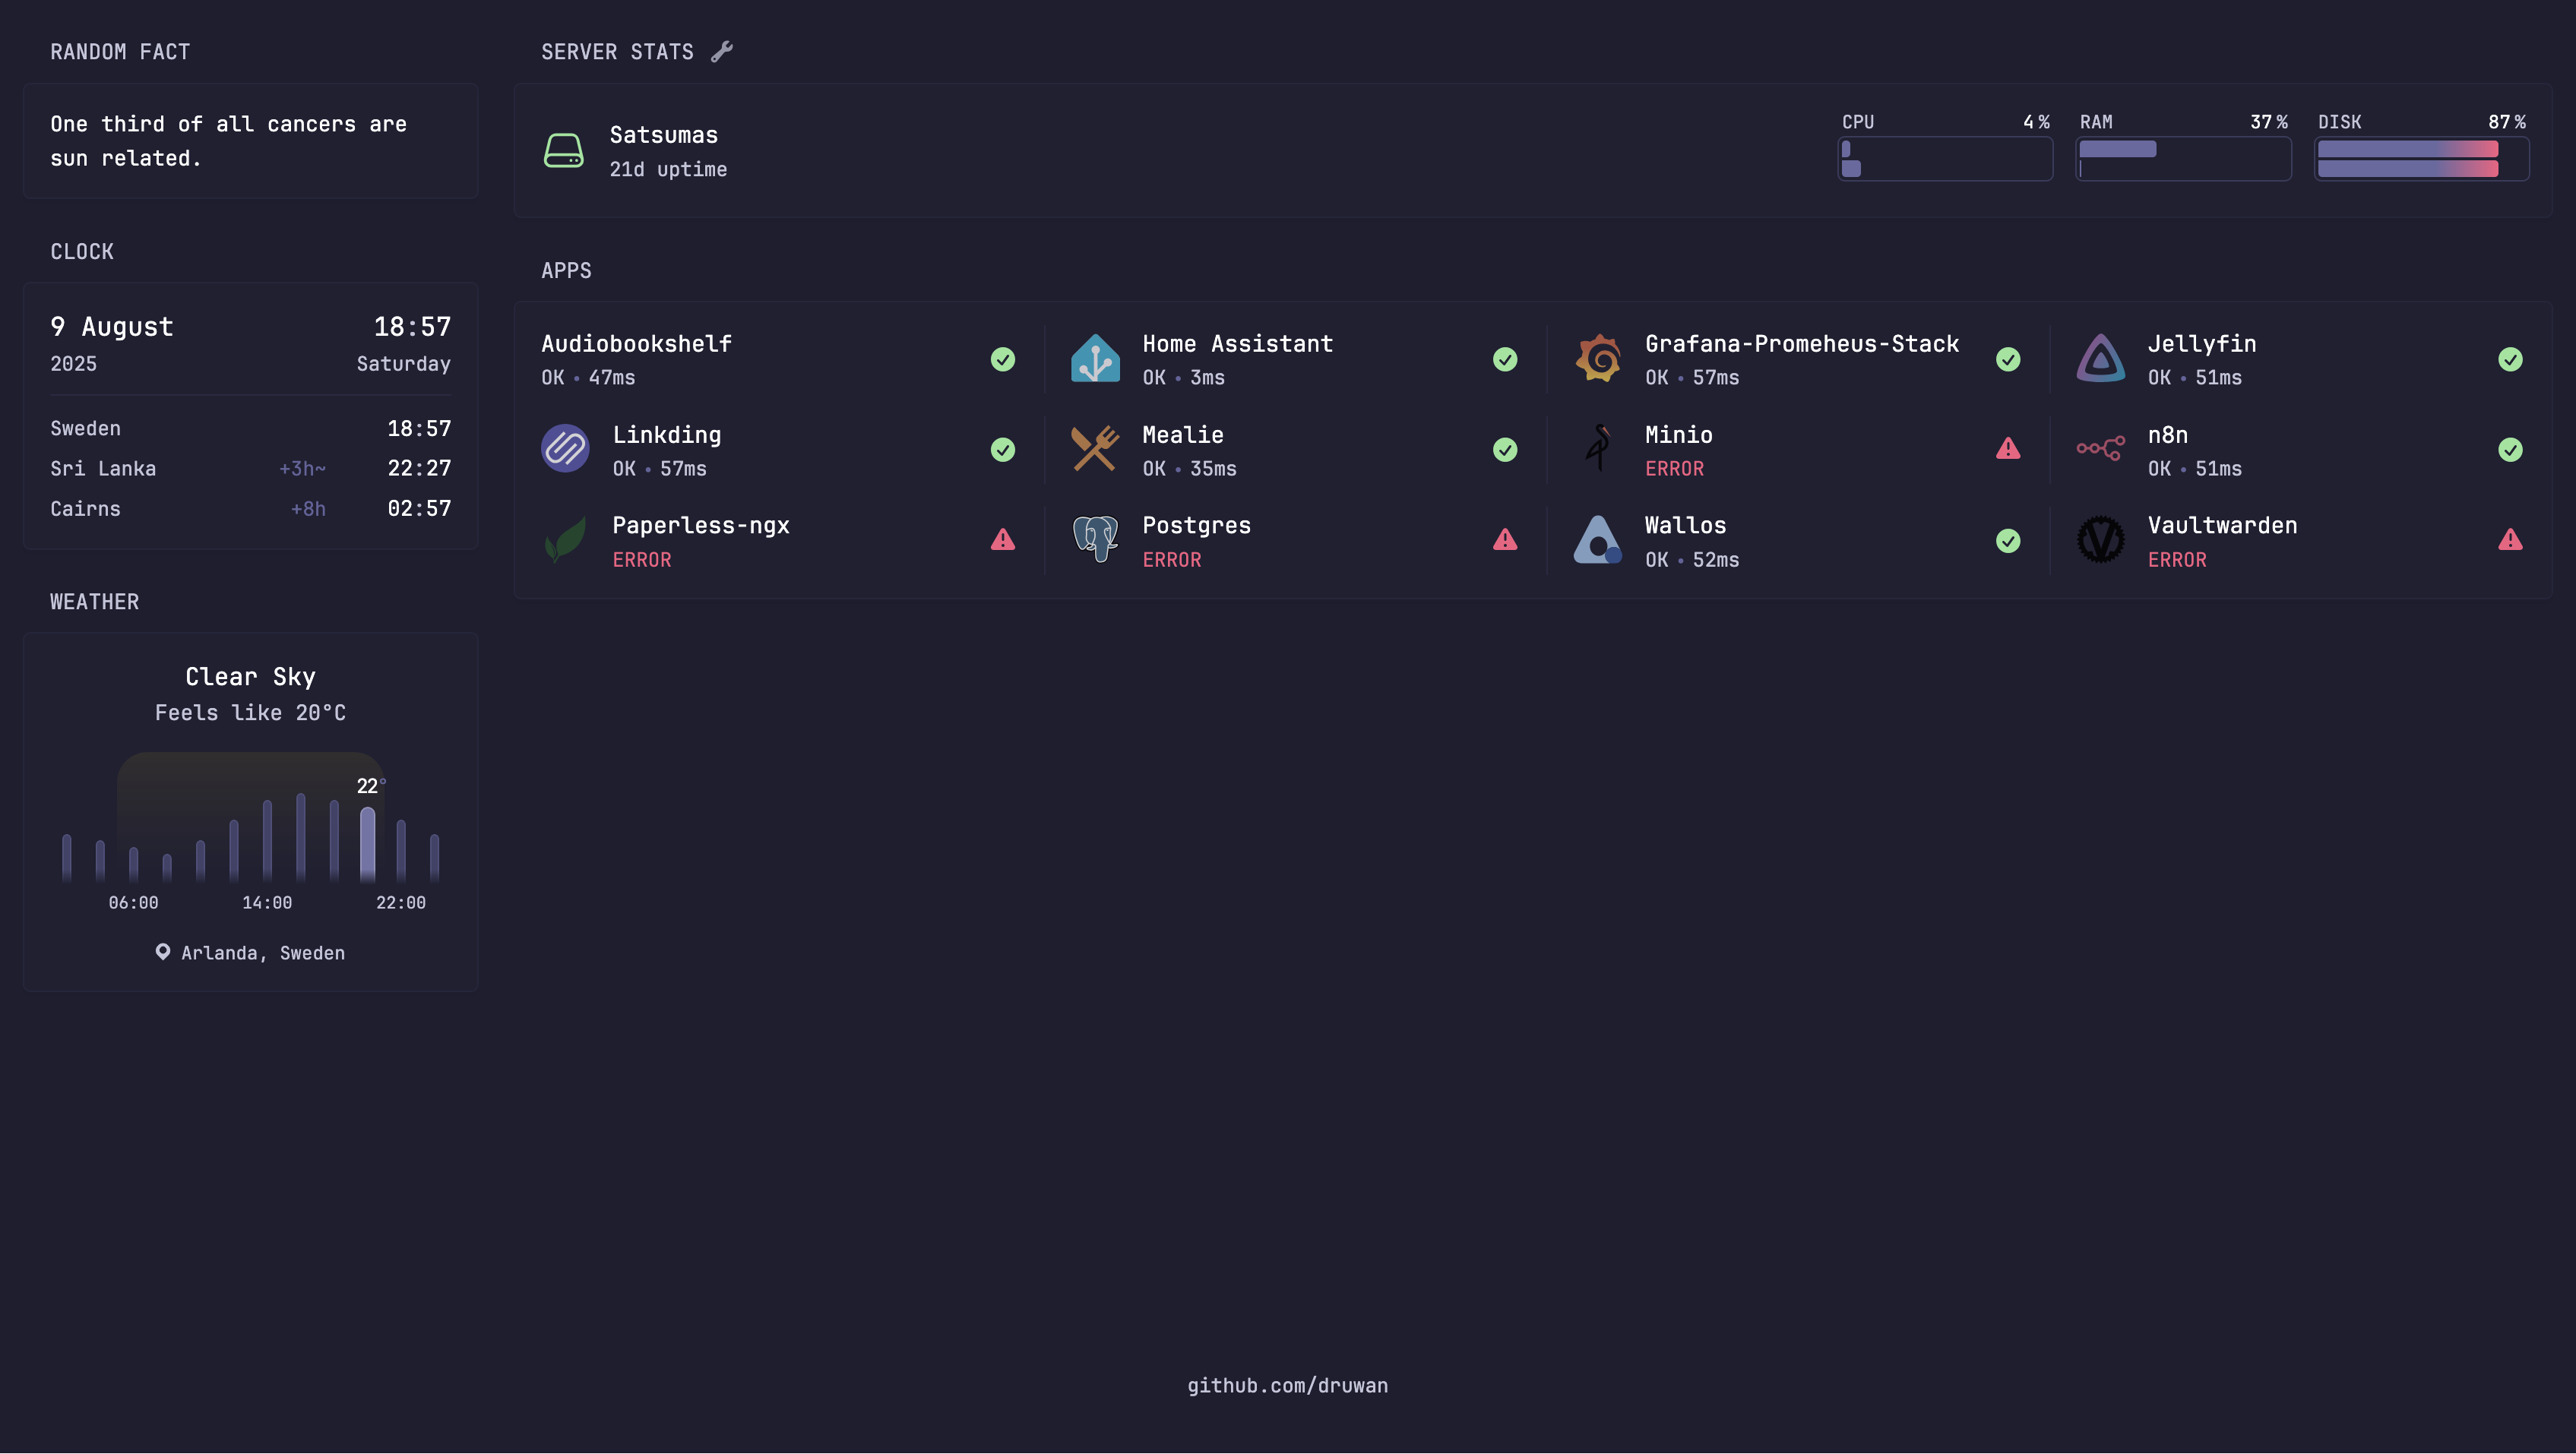 RANDOM FACT
One third of all cancers are
sun related.
CLOCK
9 August 18:57
2025 Saturday
Sweden 18:57
Sri Lanka +3h~ 22:27
Cairns +8h 02:57
WEATHER
Clear Sky
Feels like 20°C
22°
06:00 14:00 22:00
Arlanda, Sweden
SERVER STATS
Satsumas
21d uptime
CPU 4%
RAM 37%
DISK 87%
APPS
Audiobookshelf
OK • 47ms
Home Assistant
OK • 3ms
Grafana-Promeheus-Stack
OK • 57ms
Jellyfin
OK • 51ms
Linkding
OK • 57ms
Mealie
OK • 35ms
Minio
ERROR
n8n
OK • 51ms
Paperless-ngx
ERROR
Postgres
ERROR
Wallos
OK • 52ms
Vaultwarden
ERROR
github.com/druwan